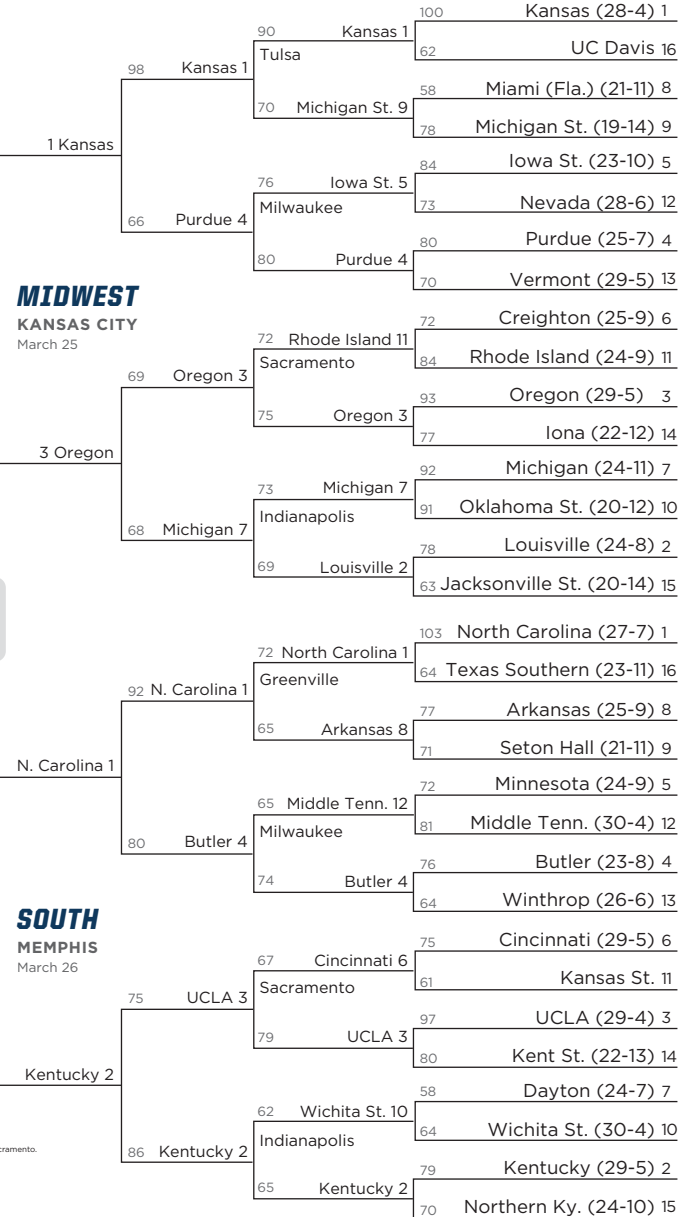 100 Kansas (28-4) 1
90 Kansas 1
62 UC Davis 16
Tulsa
98 Kansas 1
58 Miami (Fla.) (21-11) 8
70 Michigan St. 9
78 Michigan St. (19-14) 9
1 Kansas
84 Iowa St. (23-10) 5
76 Iowa St. 5
73 Nevada (28-6) 12
Milwaukee
66 Purdue 4
80 Purdue (25-7) 4
80 Purdue 4
70 Vermont (29-5) 13
MIDWEST
KANSAS CITY
March 25
72 Creighton (25-9) 6
72 Rhode Island 11
84 Rhode Island (24-9) 11
Sacramento
69 Oregon 3
93 Oregon (29-5) 3
75 Oregon 3
77 Iona (22-12) 14
3 Oregon
92 Michigan (24-11) 7
73 Michigan 7
91 Oklahoma St. (20-12) 10
Indianapolis
68 Michigan 7
78 Louisville (24-8) 2
69 Louisville 2
63 Jacksonville St. (20-14) 15
103 North Carolina (27-7) 1
72 North Carolina 1
64 Texas Southern (23-11) 16
Greenville
92 N. Carolina 1
77 Arkansas (25-9) 8
65 Arkansas 8
71 Seton Hall (21-11) 9
N. Carolina 1
72 Minnesota (24-9) 5
65 Middle Tenn. 12
81 Middle Tenn. (30-4) 12
Milwaukee
80 Butler 4
76 Butler (23-8) 4
74 Butler 4
64 Winthrop (26-6) 13
SOUTH
MEMPHIS
March 26
75 Cincinnati (29-5) 6
67 Cincinnati 6
61 Kansas St. 11
Sacramento
75 UCLA 3
97 UCLA (29-4) 3
79 UCLA 3
80 Kent St. (22-13) 14
Kentucky 2
58 Dayton (24-7) 7
62 Wichita St. 10
64 Wichita St. (30-4) 10
Indianapolis
cramento.
86 Kentucky 2
79 Kentucky (29-5) 2
65 Kentucky 2
70 Northern Ky. (24-10) 15